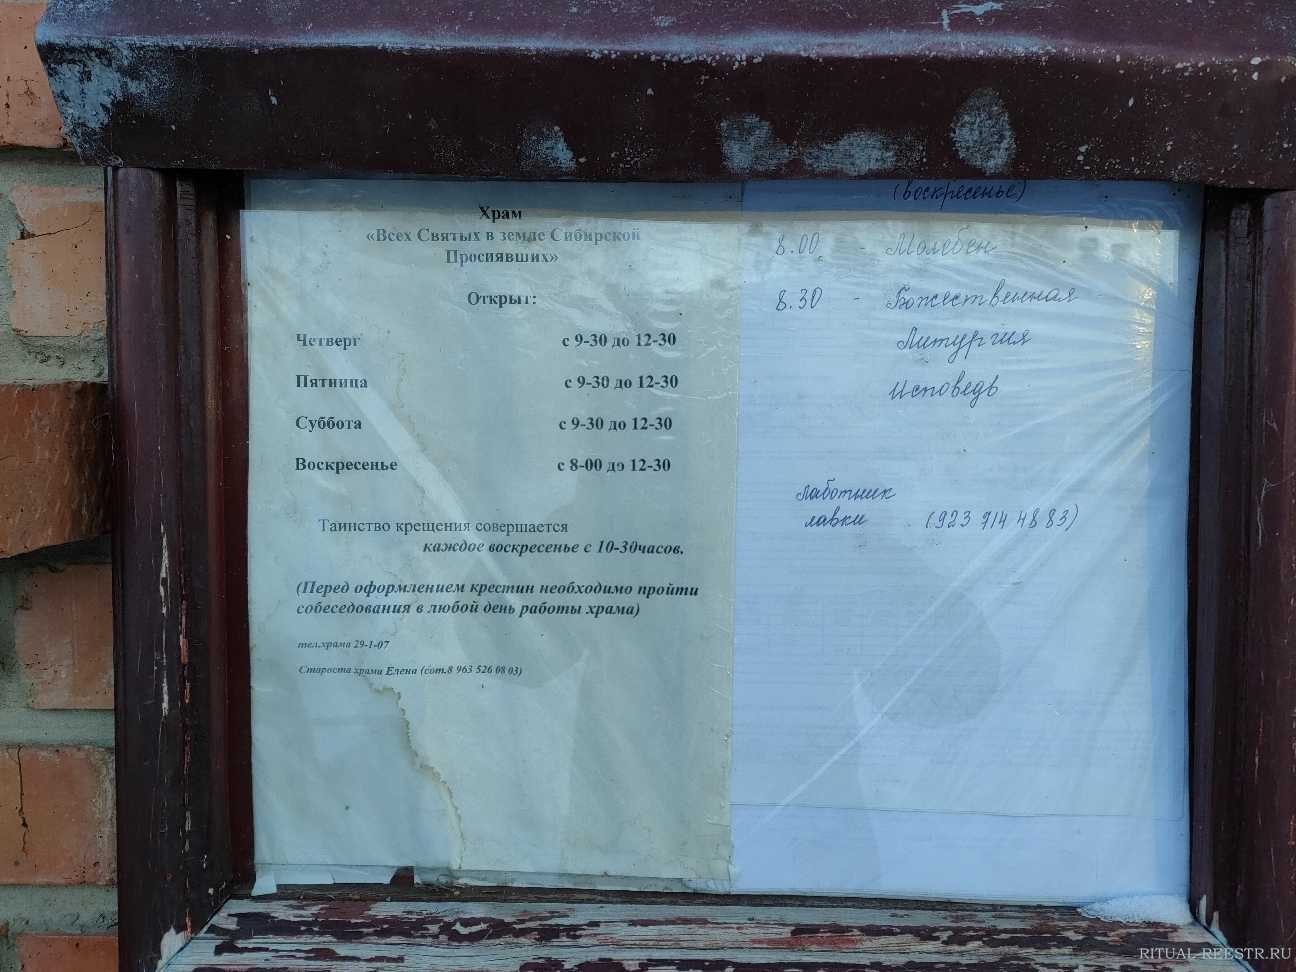 Храм
«Всех Святых в земле Сибирской
Просиявших»
Открыт:
Четверг с 9-30 до 12-30
Пятница с 9-30 до 12-30
Суббота с 9-30 до 12-30
Воскресенье с 8-00 до 12-30
Таинство крещения совершается
каждое воскресенье с 10-30часов.
(Перед оформлением крестин необходимо пройти
собеседования в любой день работы храма)
тел.храма 29-1-07
Староста храма Елена (сот.8 963 526 08 03)
(воскресенье)
8.00 - Молебен
8.30 - Божественная
Литургия
Исповедь
лавки (923 714 48 83)
RITUAL-REESTR.RU